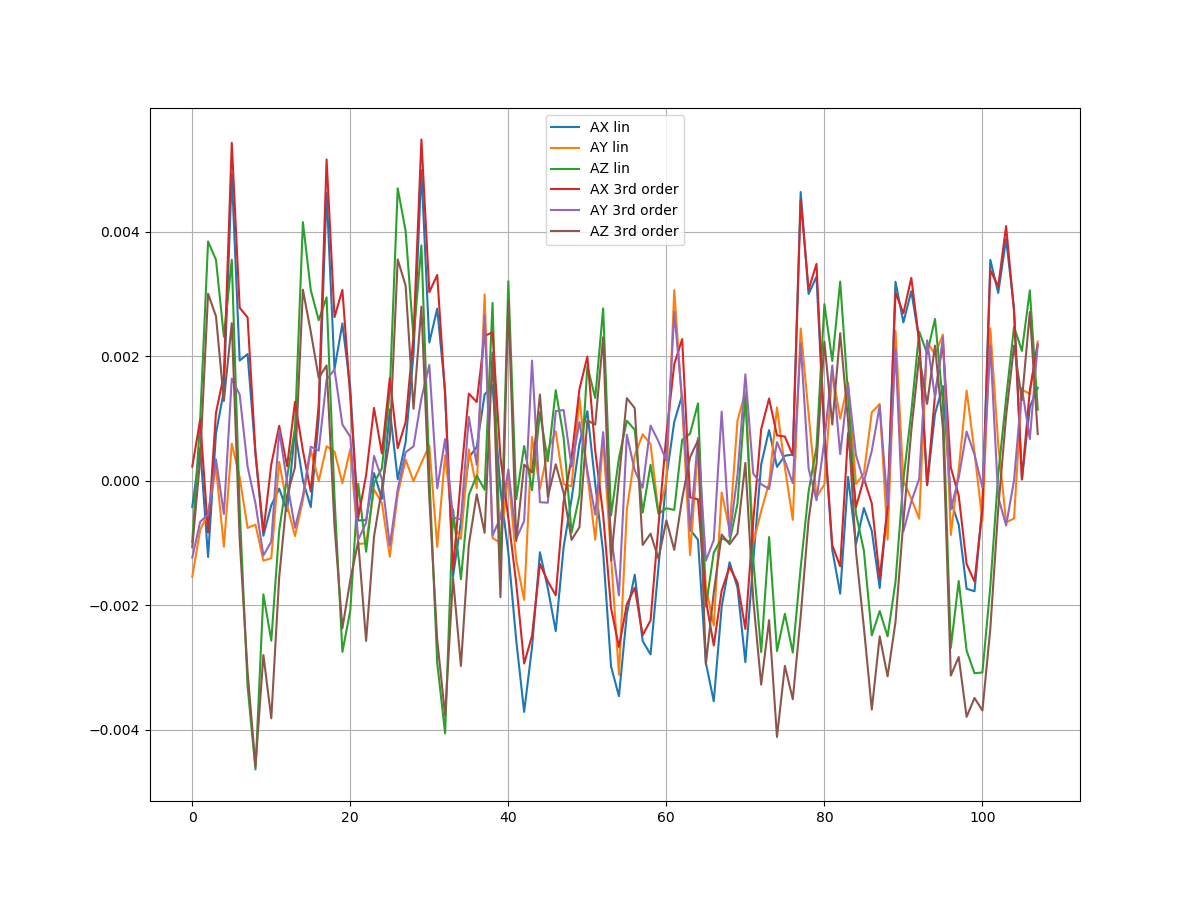 AX lin
AY lin
AZ lin
AX 3rd order
AY 3rd order
AZ 3rd order
0.004
0.002
0.000
−0.002
−0.004
0 20 40 60 80 100